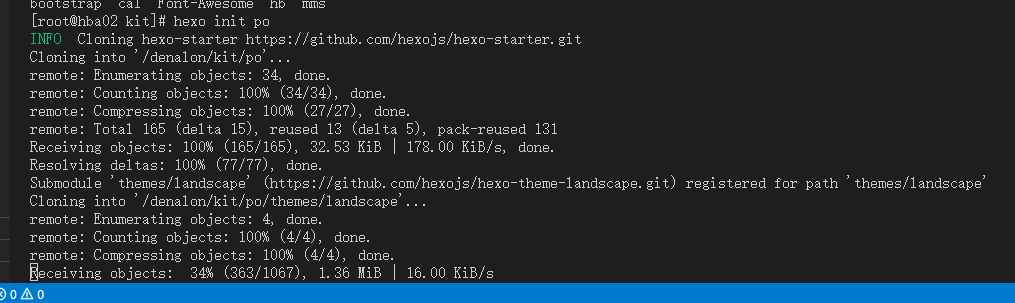 bootstrap cal Font-Awesome hb mms
[root@hba02 kit]# hexo init po
INFO Cloning hexo-starter https://github.com/hexojs/hexo-starter.git
Cloning into '/denalon/kit/po'...
remote: Enumerating objects: 34, done.
remote: Counting objects: 100% (34/34), done.
remote: Compressing objects: 100% (27/27), done.
remote: Total 165 (delta 15), reused 13 (delta 5), pack-reused 131
Receiving objects: 100% (165/165), 32.53 KiB | 178.00 KiB/s, done.
Resolving deltas: 100% (77/77), done.
Submodule 'themes/landscape' (https://github.com/hexojs/hexo-theme-landscape.git) registered for path 'themes/landscape'
Cloning into '/denalon/kit/po/themes/landscape'...
remote: Enumerating objects: 4, done.
remote: Counting objects: 100% (4/4), done.
remote: Compressing objects: 100% (4/4), done.
Receiving objects: 34% (363/1067), 1.36 MiB | 16.00 KiB/s
0 0